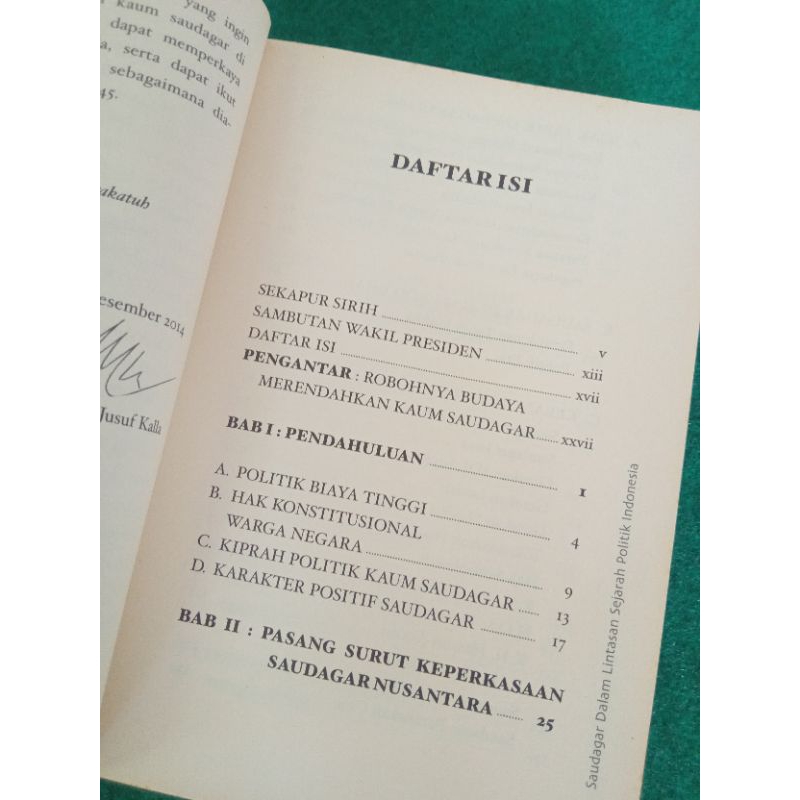 yang ingin
kaum saudagar di
dapat memperkaya
a, serta dapat ikut
sebagaimana dia-
45.
akatuh
esember 2014
Jusuf Kalla
DAFTAR ISI
SEKAPUR SIRIH ........ v
SAMBUTAN WAKIL PRESIDEN ........ xiii
DAFTAR ISI ........ xvii
PENGANTAR : ROBOHNYA BUDAYA
MERENDAHKAN KAUM SAUDAGAR ........ xxvii
BAB I : PENDAHULUAN ........ 1
A. POLITIK BIAYA TINGGI ........ 4
B. HAK KONSTITUSIONAL
WARGA NEGARA ........ 9
C. KIPRAH POLITIK KAUM SAUDAGAR ........ 13
D. KARAKTER POSITIF SAUDAGAR ........ 17
BAB II : PASANG SURUT KEPERKASAAN
SAUDAGAR NUSANTARA ........ 25
Saudagar Dalam Lintasan Sejarah Politik Indonesia